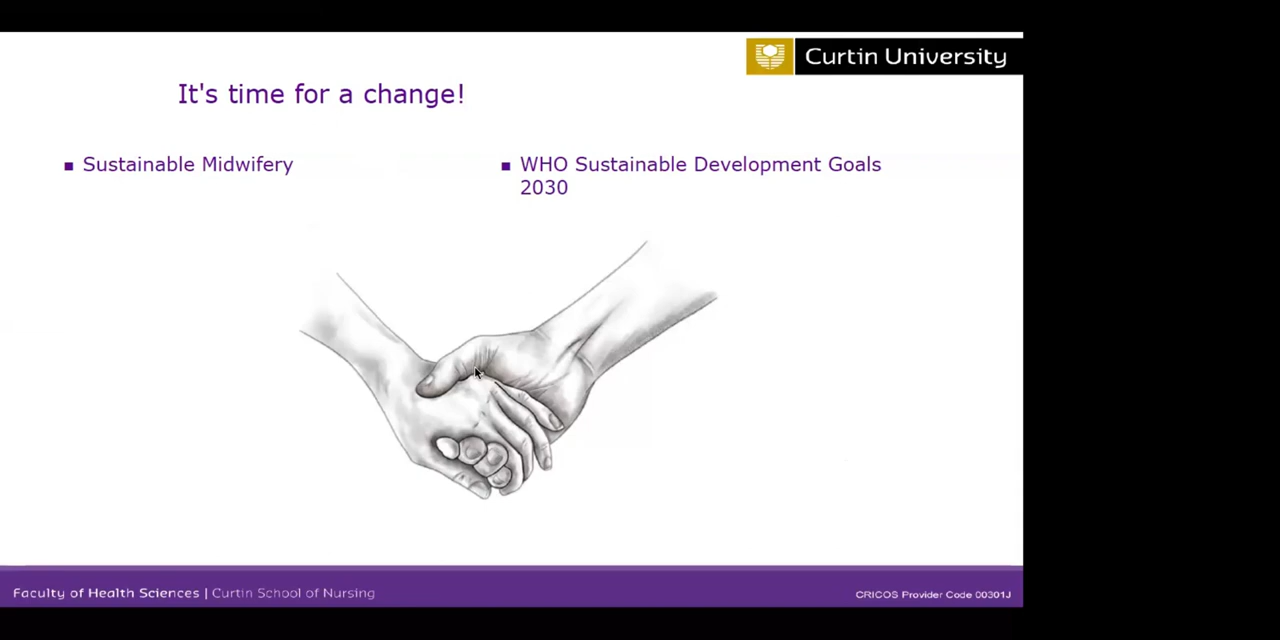 Curtin University
It's time for a change!
▪ Sustainable Midwifery
▪ WHO Sustainable Development Goals
2030
Faculty of Health Sciences | Curtin School of Nursing
CRICOS Provider Code 00301J